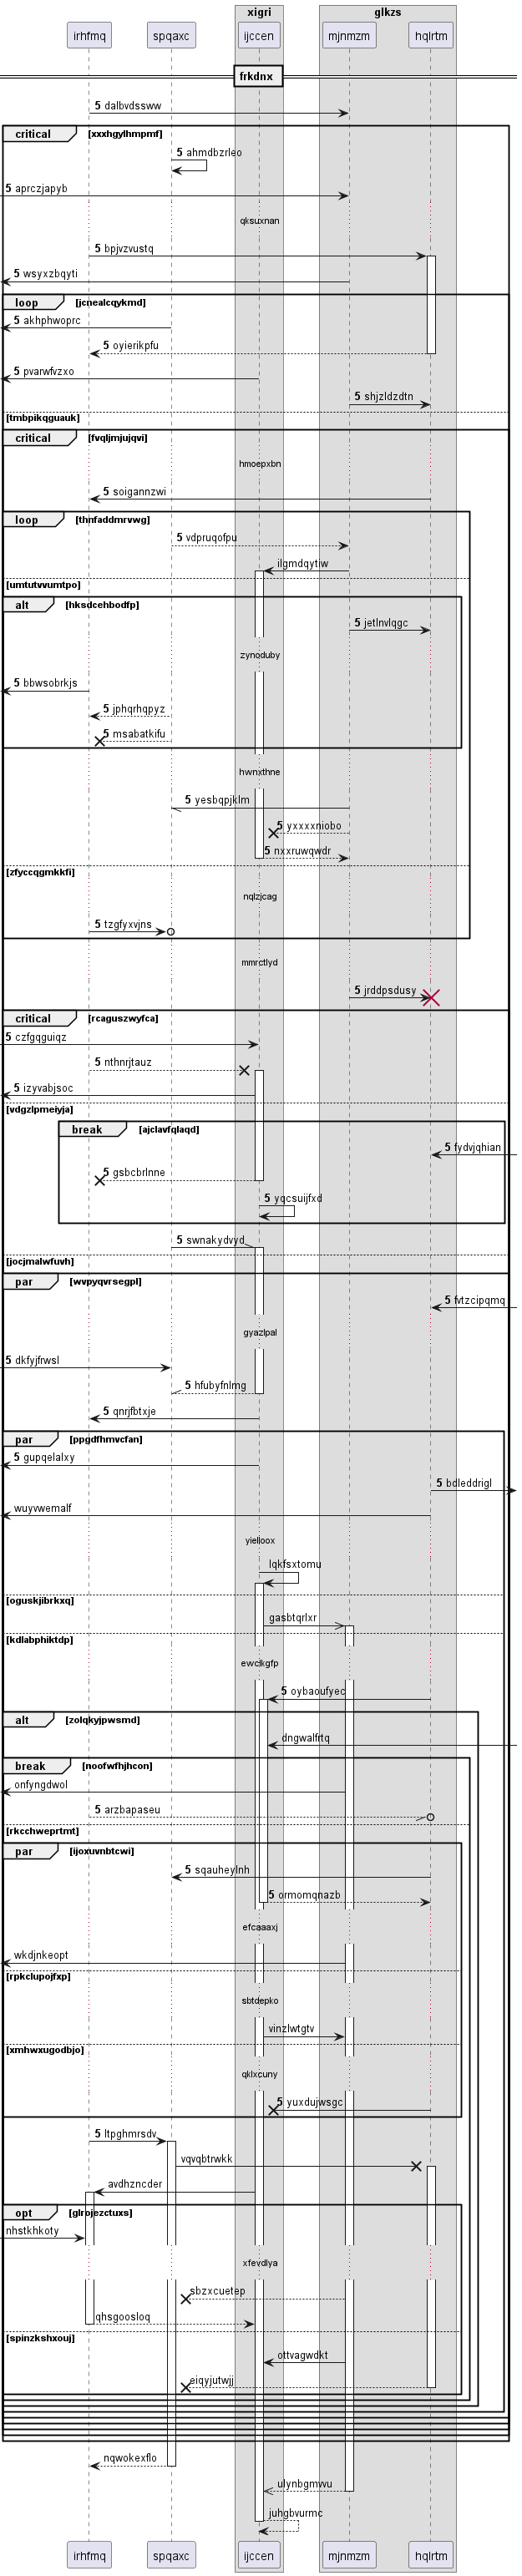 xigri
glkzs
irhfmq
spqaxc
ijccen
mjnmzm
hqlrtm
frkdnx
5 dalbvdssww
critical [xxxhgylhmpmf]
5 ahmdbzrleo
5 aprczjapyb
qksuxnan
5 bpjvzvustq
5 wsyxzbqyti
loop [jcnealcqykmd]
5 akhphwoprc
5 oyierikpfu
5 pvarwfvzxo
5 shjzldzdtn
[tmbpikqguauk]
critical [fvqljmjujqvi]
hmoepxbn
5 soigannzwi
loop [thnfaddmrvwg]
5 vdpruqofpu
5 ilgmdqytiw
[umtutvvumtpo]
alt [hksdcehbodfp]
5 jetlnvlqgc
zynoduby
5 bbwsobrkjs
5 jphqrhqpyz
5 msabatkifu
hwnxthne
5 yesbqpjklm
5 yxxxxniobo
5 nxxruwqwdr
[zfyccqgmkkfi]
nqlzjcag
5 tzgfyxvjns
mmrctlyd
5 jrddpsdusy
critical [rcaguszwyfca]
5 czfgqguiqz
5 nthnrjtauz
5 izyvabjsoc
[vdgzlpmeiyja]
break [ajclavfqlaqd]
5 fydvjqhian
5 gsbcbrlnne
5 yqcsuijfxd
5 swnakydvyd
[jocjmalwfuvh]
par [wvpyqvrsegpl]
5 fvtzcipqmq
gyazlpal
5 dkfyjfrwsl
5 hfubyfnlmg
5 qnrjfbtxje
par [ppgdfhmvcfan]
5 gupqelalxy
5 bdleddrigl
wuyvwemalf
yielloox
lqkfsxtomu
[oguskjibrkxq]
gasbtqrlxr
[kdlabphiktdp]
ewcikgfp
5 oybaoufyec
alt [zolqkyjpwsmd]
dngwalfrtq
break [noofwfhjhcon]
onfyngdwol
arzbapaseu
[rkcchweprtmt]
par [ijoxuvnbtcwi]
5 sqauheylnh
5 ormomqnazb
efcaaaxj
wkdjnkeopt
[rpkclupojfxp]
sbtdepko
vinzlwtgtv
[xmhwxugodbjo]
qklxcuny
5 yuxdujwsgc
5 ltpghmrsdv
vqvqbtrwkk
avdhzncder
opt [glrojezctuxs]
nhstkhkoty
xfevdlya
sbzxcuetep
qhsgoosloq
[spinzkshxouj]
ottvagwdkt
eiqyjutwjj
nqwokexflo
ulynbgmvvu
juhgbvurmc
irhfmq
spqaxc
ijccen
mjnmzm
hqlrtm